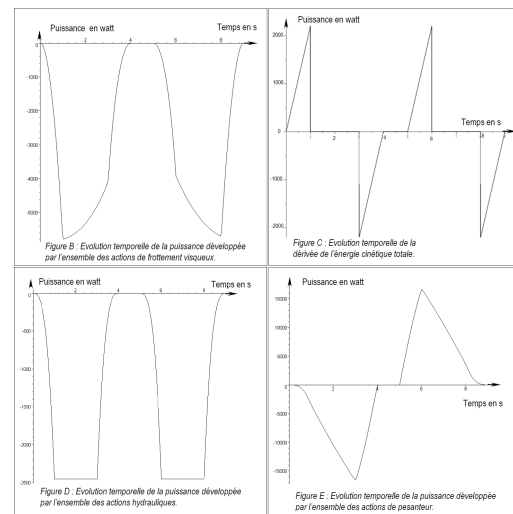 Puissance en watt
Temps en s
2
4
6
8
0
-1000
-2000
-3000
-4000
-5000
Figure B : Evolution temporelle de la puissance développée
par l'ensemble des actions de frottement visqueux.
Puissance en watt
2000
1000
0
-1000
-2000
Temps en s
1
3
4
6
8
Figure C : Evolution temporelle de la
dérivée de l'énergie cinétique totale.
Puissance en watt
Temps en s
2
4
6
8
0
-500
-1000
-1500
-2000
-2500
Figure D : Evolution temporelle de la puissance développée
par l'ensemble des actions hydrauliques.
Puissance en watt
15000
10000
5000
0
-5000
-10000
-15000
2
4
6
8
Temps en s
Figure E : Evolution temporelle de la puissance développée
par l'ensemble des actions de pesanteur.